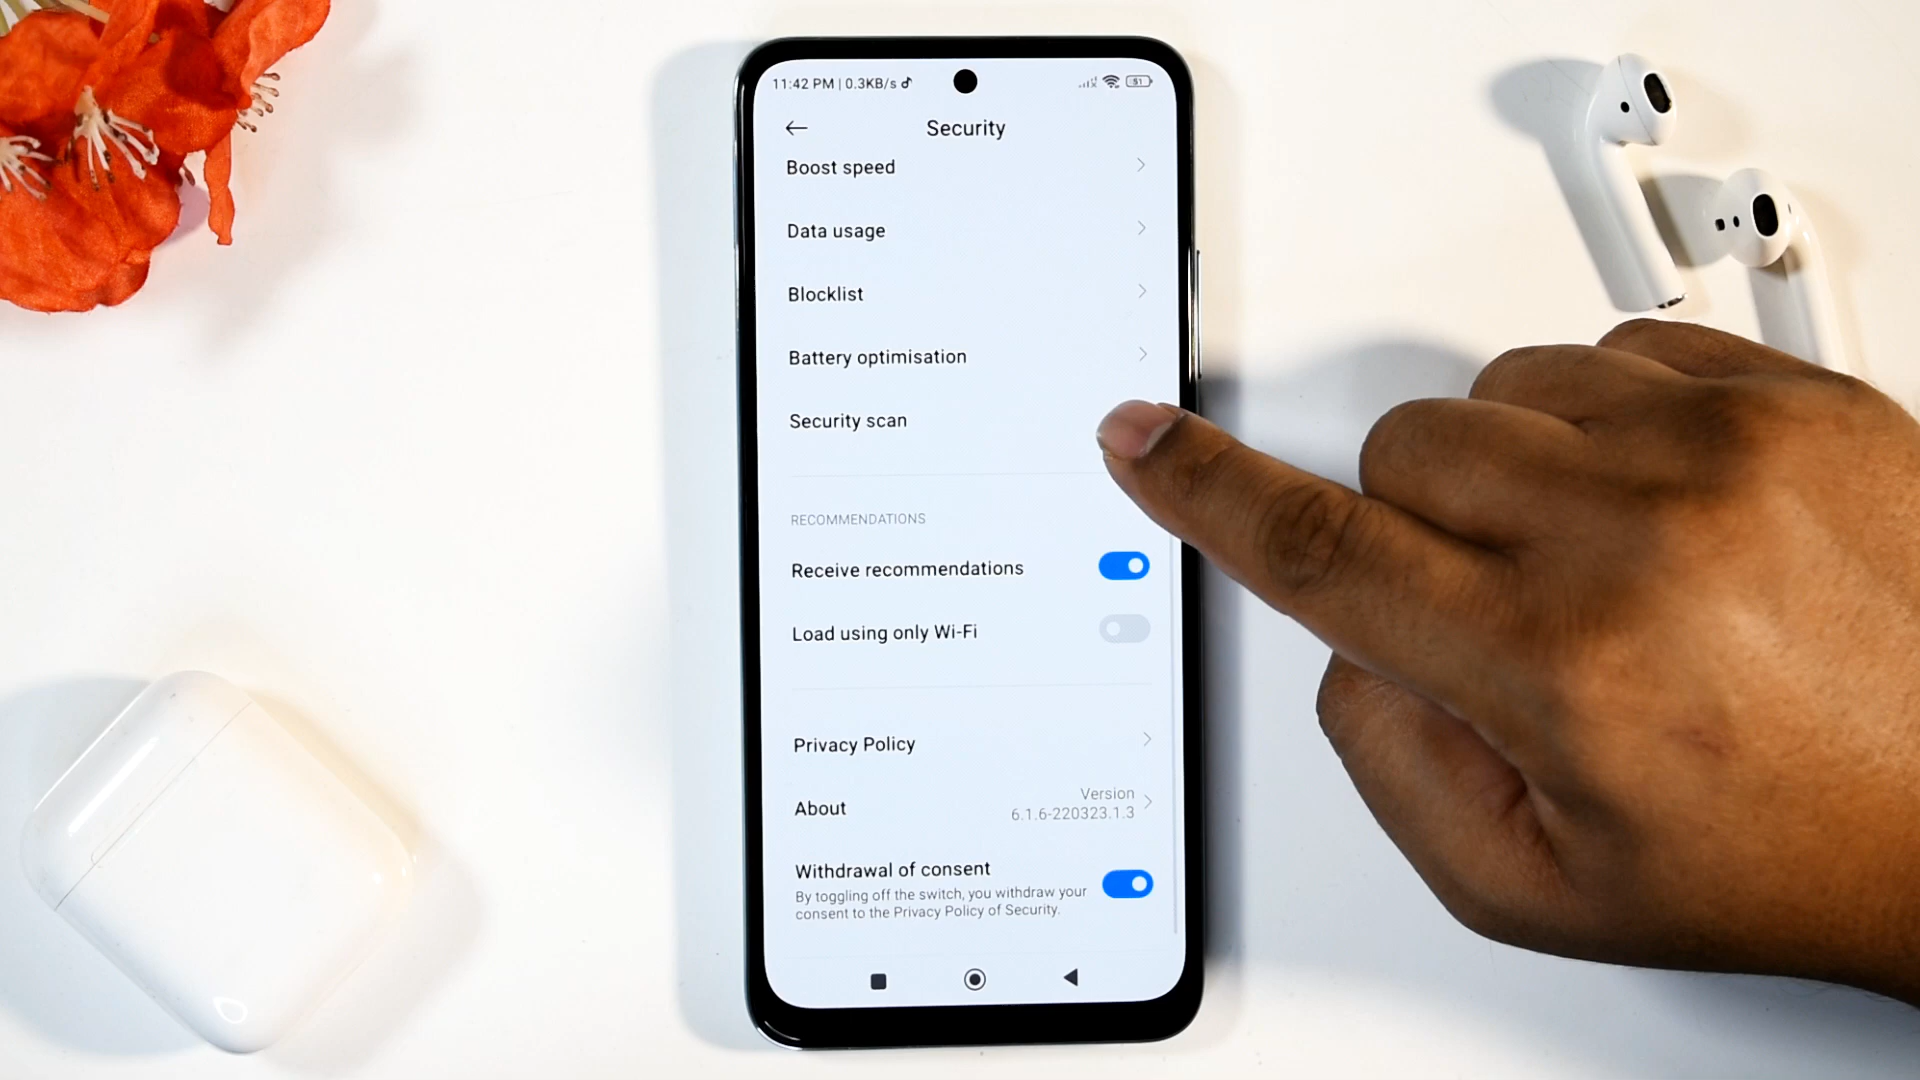 11:42 PM | 0.3KB/s
51
Security
Boost speed
Data usage
Blocklist
Battery optimisation
Security scan
RECOMMENDATIONS
Receive recommendations
Load using only Wi-Fi
Privacy Policy
About
Version
6.1.6-220323.1.3
Withdrawal of consent
By toggling off the switch, you withdraw your
consent to the Privacy Policy of Security.